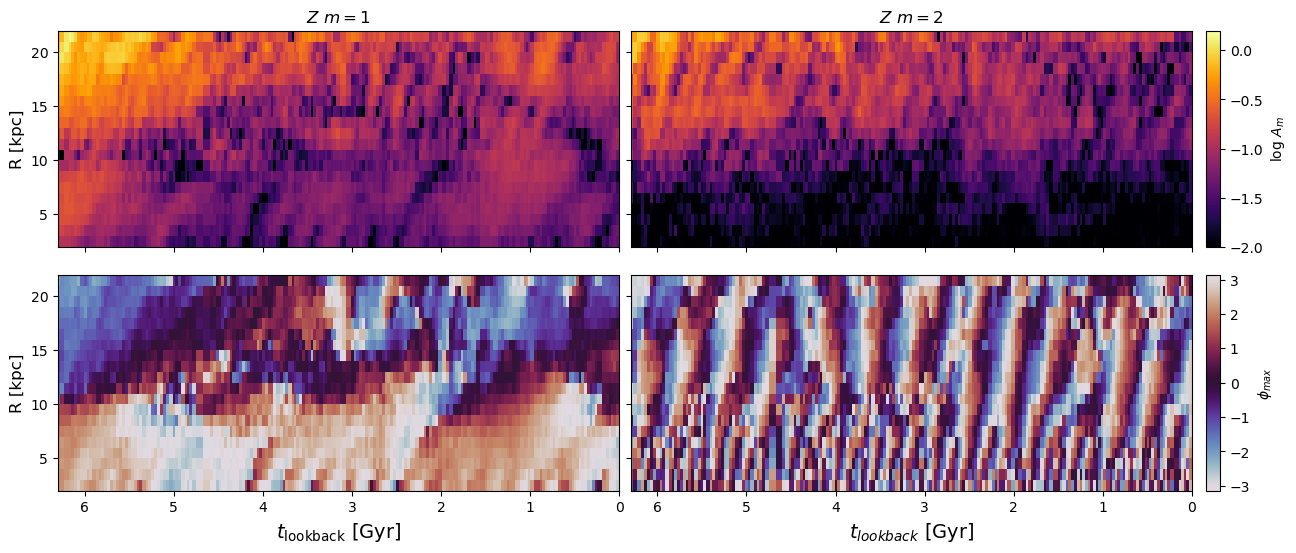 Z m = 1
Z m = 2
R [kpc]
20
15
10
5
0.0
−0.5
−1.0
−1.5
−2.0
log A_m
R [kpc]
20
15
10
5
3
2
1
0
−1
−2
−3
ϕ_max
6 5 4 3 2 1 0
6 5 4 3 2 1 0
t_lookback [Gyr]
t_lookback [Gyr]